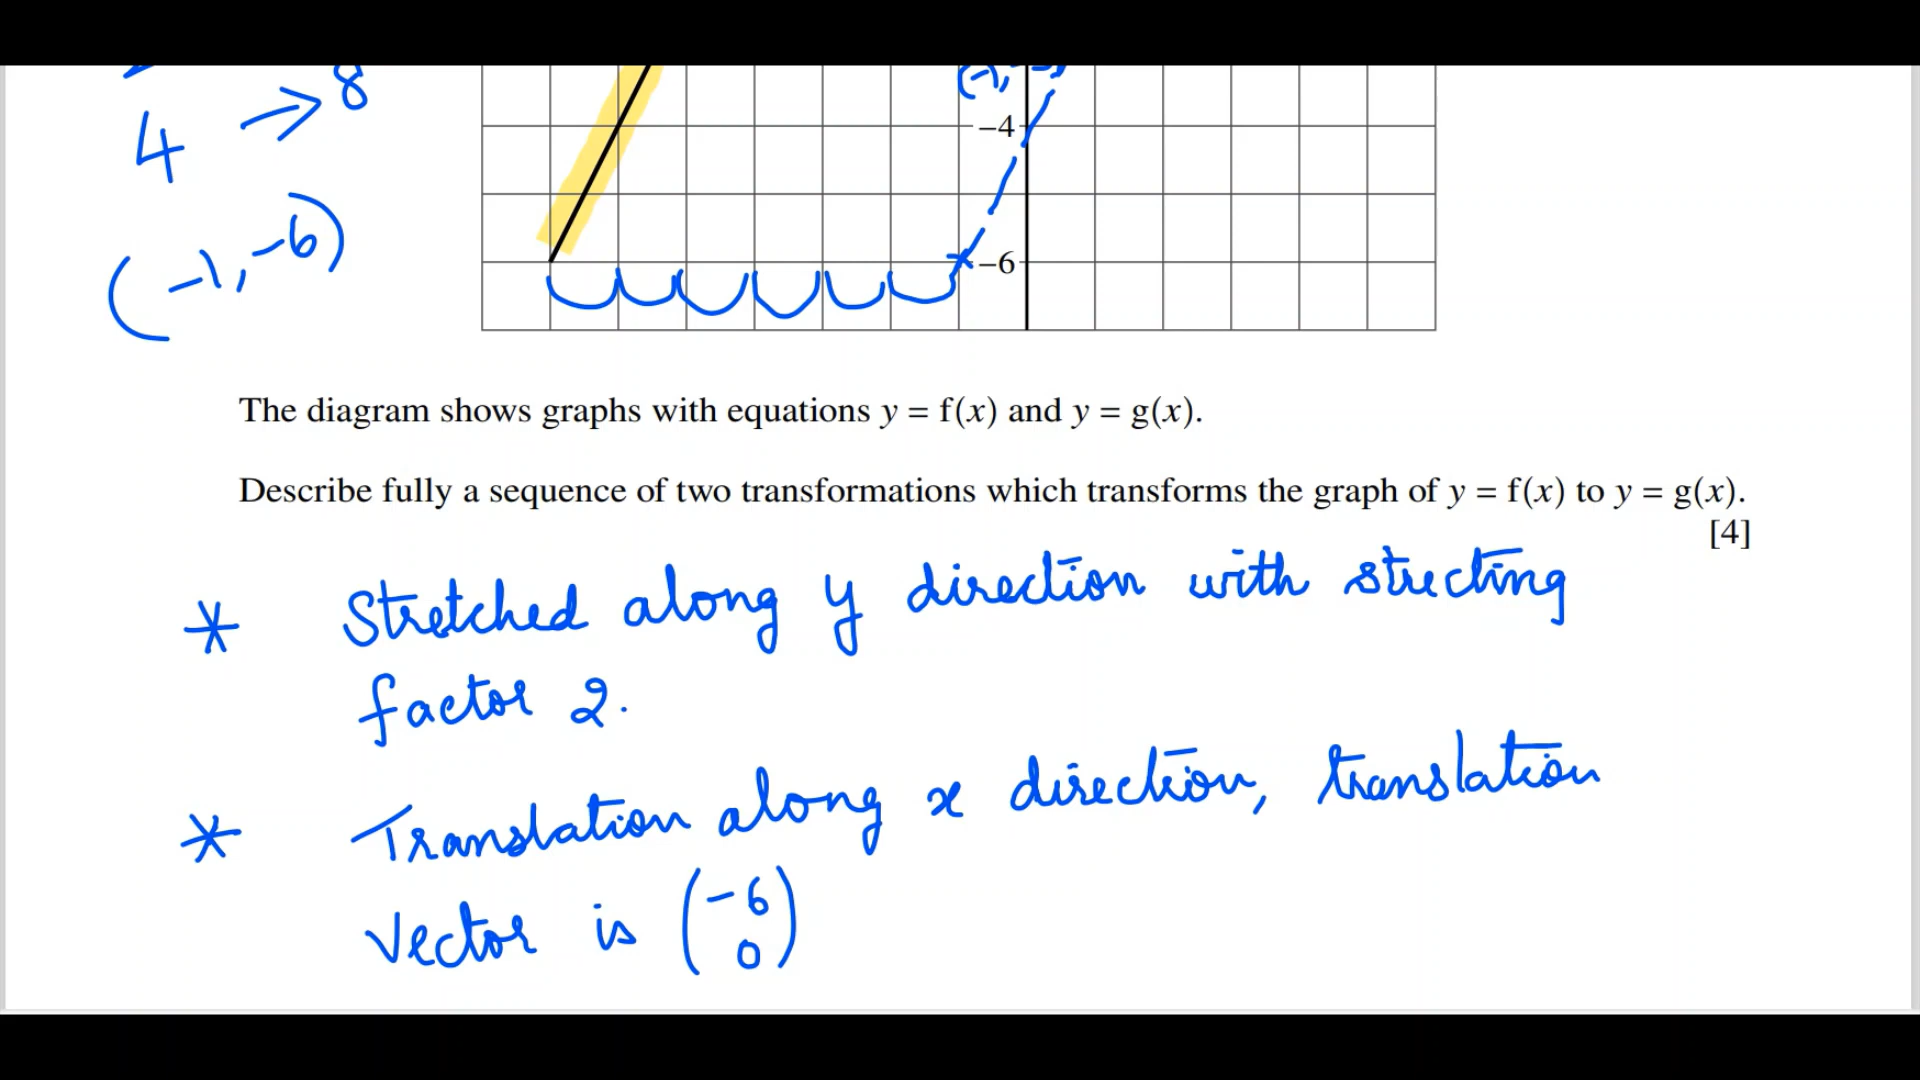 4 → 8
(-1, -6)
(-1,
-4
-6
The diagram shows graphs with equations y = f(x) and y = g(x).
Describe fully a sequence of two transformations which transforms the graph of y = f(x) to y = g(x).
[4]
* Stretched along y direction with strecting
factor 2.
* Translation along x direction, translation
vector is (-6
0)